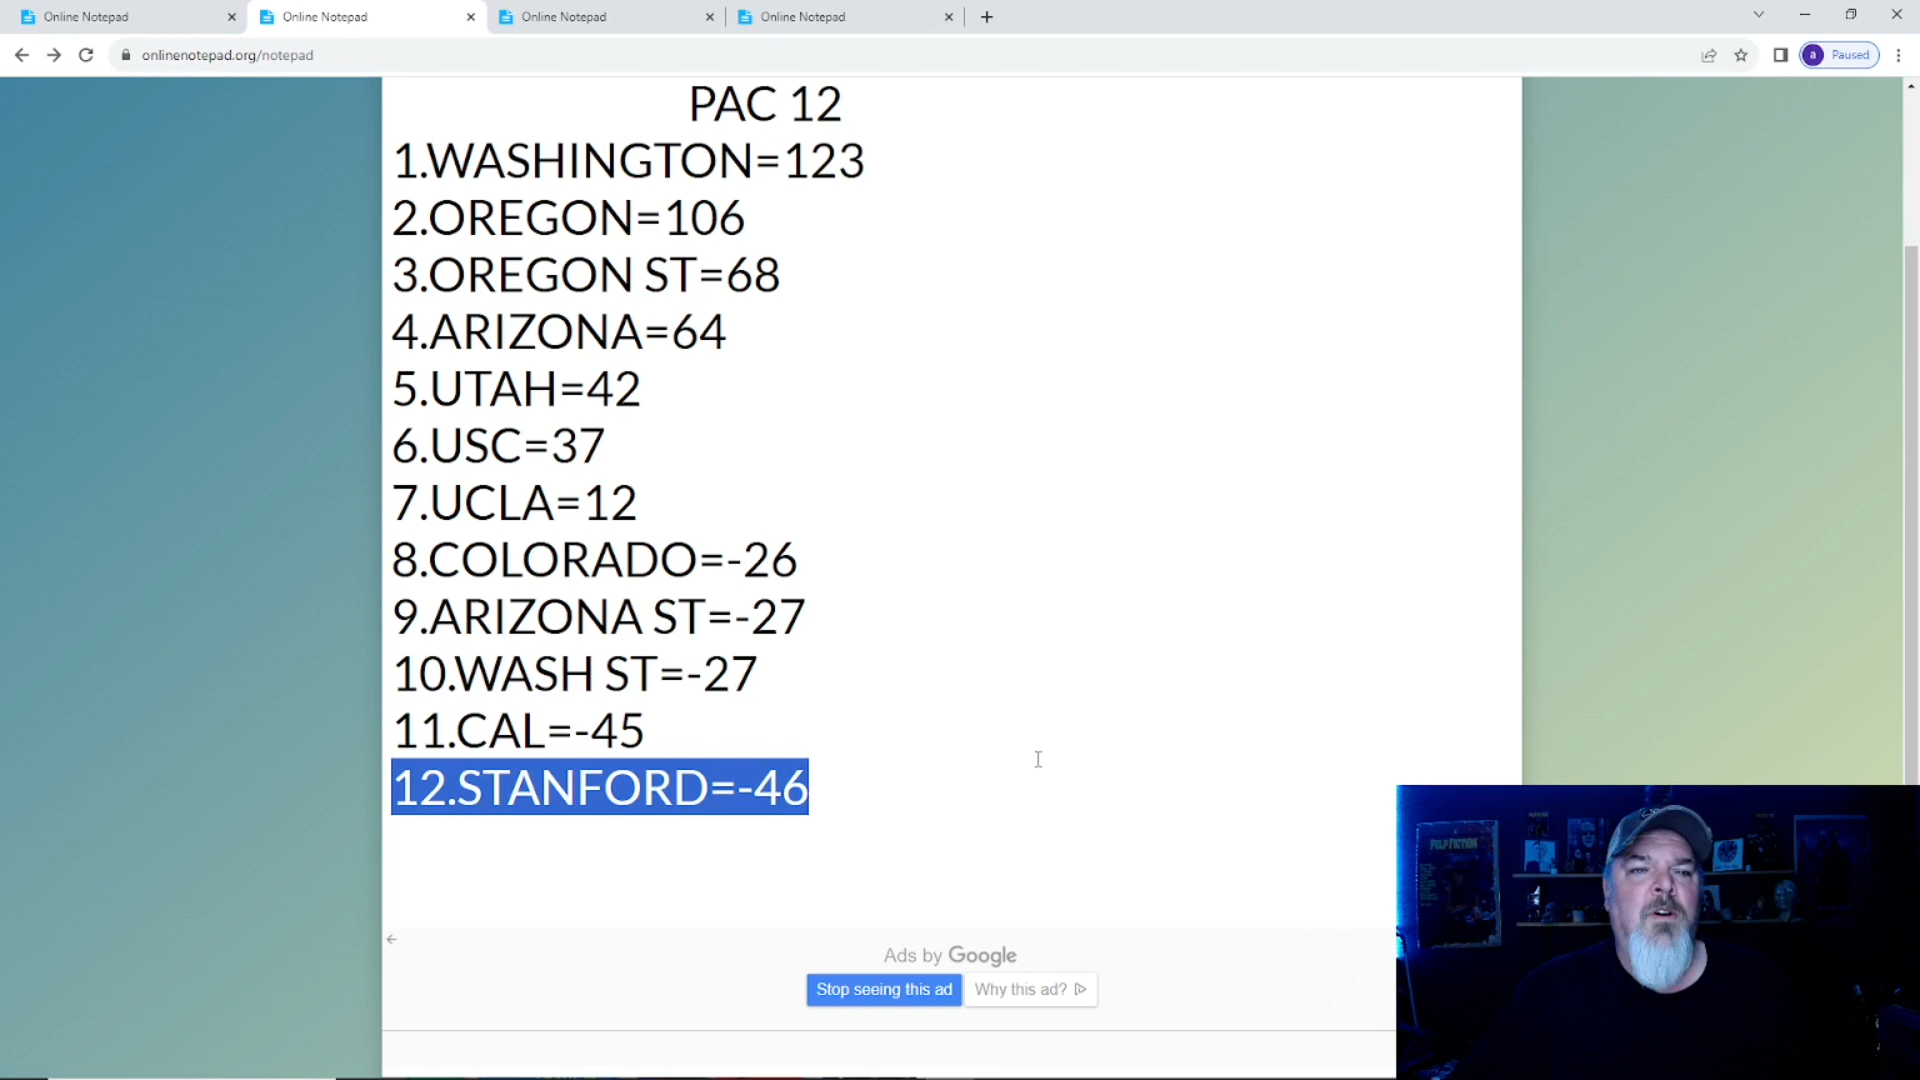 Online Notepad
Online Notepad
Online Notepad
Online Notepad
onlinenotepad.org/notepad
a
Paused
PAC 12
1.WASHINGTON=123
2.OREGON=106
3.OREGON ST=68
4.ARIZONA=64
5.UTAH=42
6.USC=37
7.UCLA=12
8.COLORADO=-26
9.ARIZONA ST=-27
10.WASH ST=-27
11.CAL=-45
12.STANFORD=-46
Ads by Google
Stop seeing this ad
Why this ad?
PULP FICTION